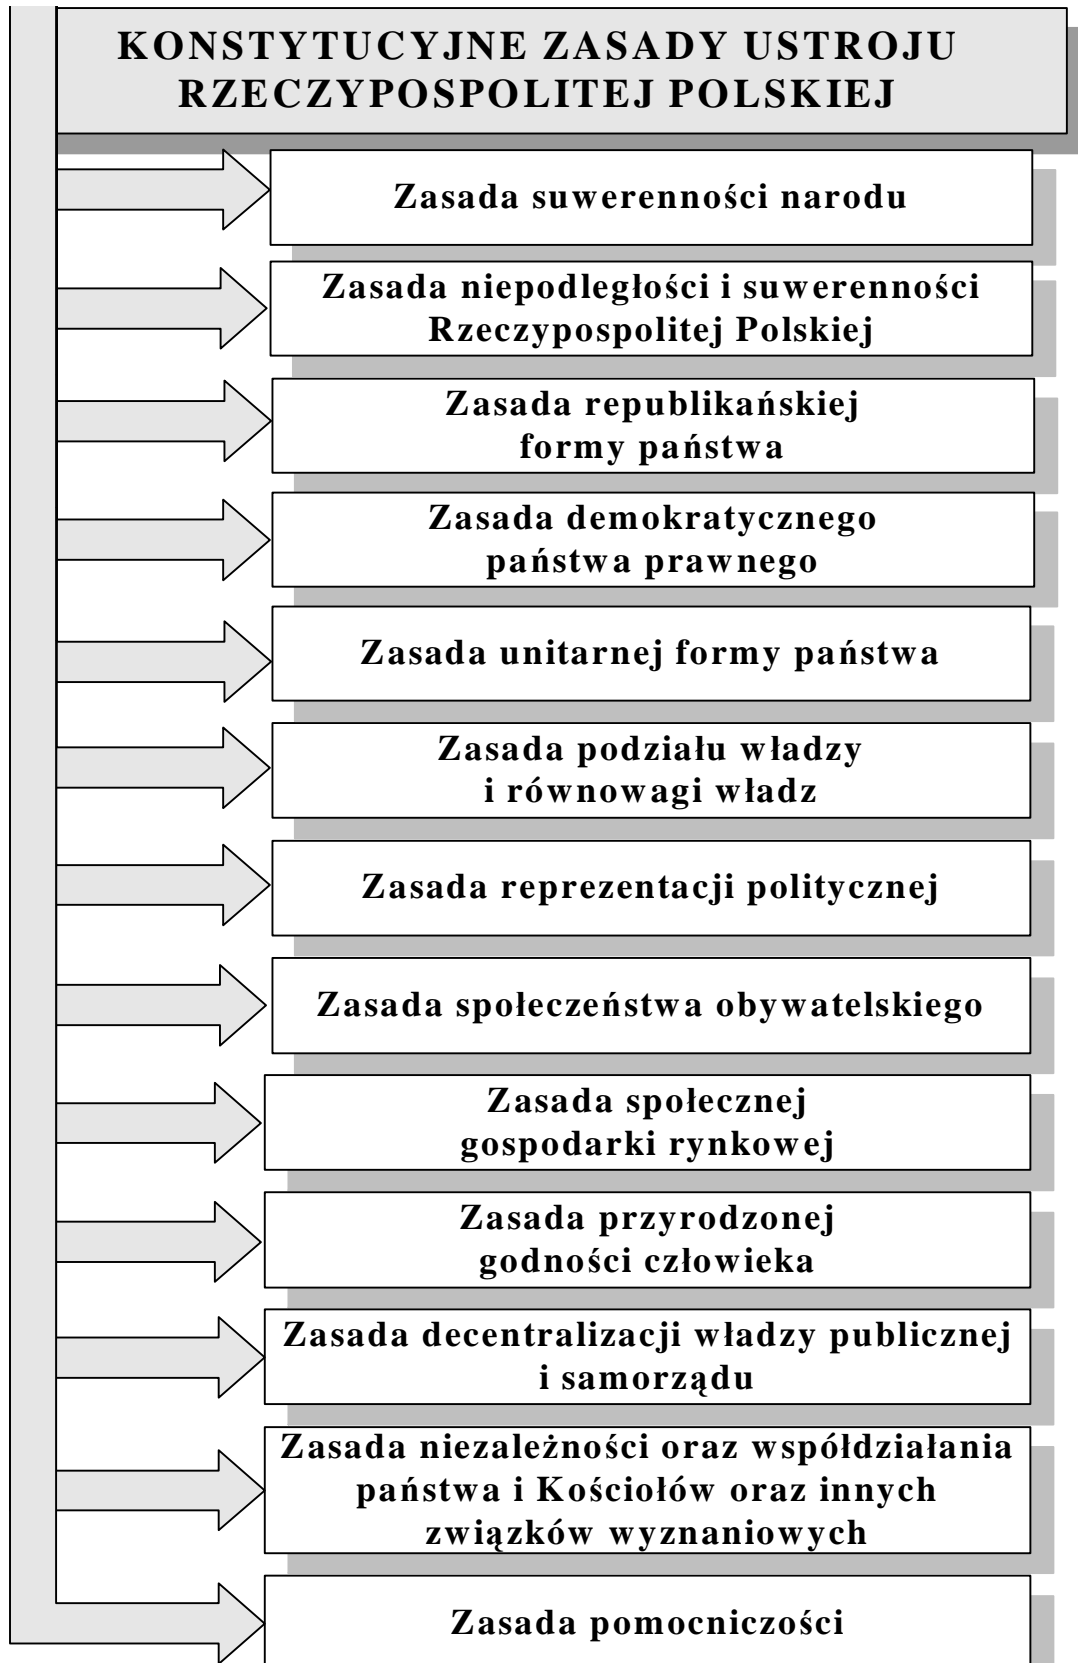 KONSTYTUCYJNE ZASADY USTROJU
RZECZYPOSPOLITEJ POLSKIEJ
Zasada suwerenności narodu
Zasada niepodległości i suwerenności
Rzeczypospolitej Polskiej
Zasada republikańskiej
formy państwa
Zasada demokratycznego
państwa prawnego
Zasada unitarnej formy państwa
Zasada podziału władzy
i równowagi władz
Zasada reprezentacji politycznej
Zasada społeczeństwa obywatelskiego
Zasada społecznej
gospodarki rynkowej
Zasada przyrodzonej
godności człowieka
Zasada decentralizacji władzy publicznej
i samorządu
Zasada niezależności oraz współdziałania
państwa i Kościołów oraz innych
związków wyznaniowych
Zasada pomocniczości